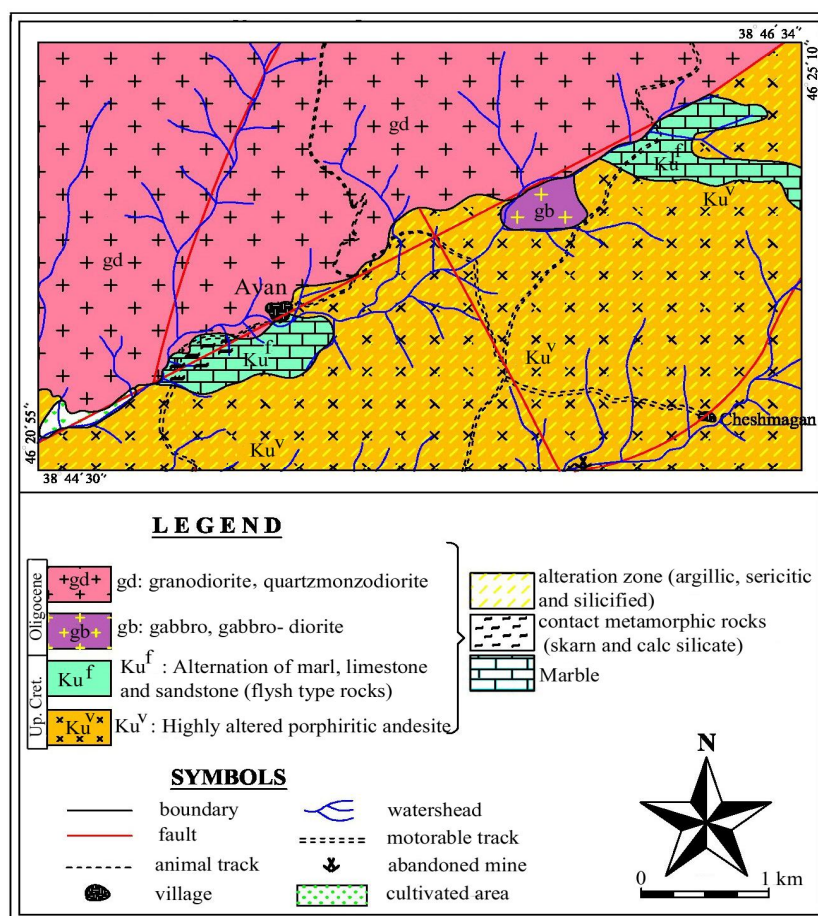 38 46 34"
46 25 10"
gd
gd
Ku f
Ku v
gb
Avan
Ku f
Ku v
Cheshmagan
46 20 55"
Ku v
38 44 30"
LEGEND
Oligocene
gd
gd: granodiorite, quartzmonzodiorite
gb
gb: gabbro, gabbro- diorite
Up. Cret.
Ku f
Ku f : Alternation of marl, limestone
and sandstone (flysh type rocks)
Ku v
Ku v : Highly altered porphiritic andesite
alteration zone (argillic, sericitic
and silicified)
contact metamorphic rocks
(skarn and calc silicate)
Marble
SYMBOLS
boundary
fault
animal track
village
watershead
motorable track
abandoned mine
cultivated area
N
0 1 km